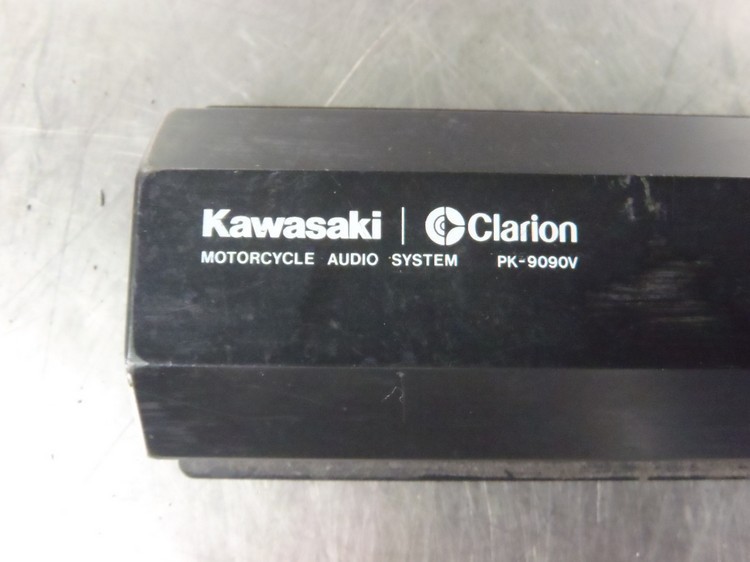 Kawasaki | Clarion
MOTORCYCLE AUDIO SYSTEM PK-9090V